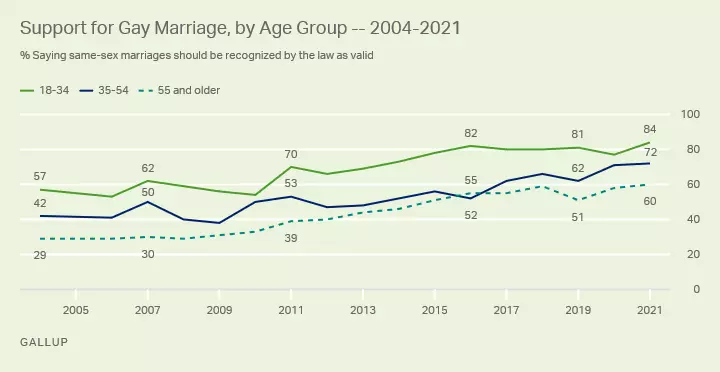 Support for Gay Marriage, by Age Group -- 2004-2021
% Saying same-sex marriages should be recognized by the law as valid
18-34 35-54 55 and older
100
84
82 81
80
72
70
62 62
60
57 55
53
50
60
42 52 51
40
39
29 30
20
0
2005 2007 2009 2011 2013 2015 2017 2019 2021
GALLUP